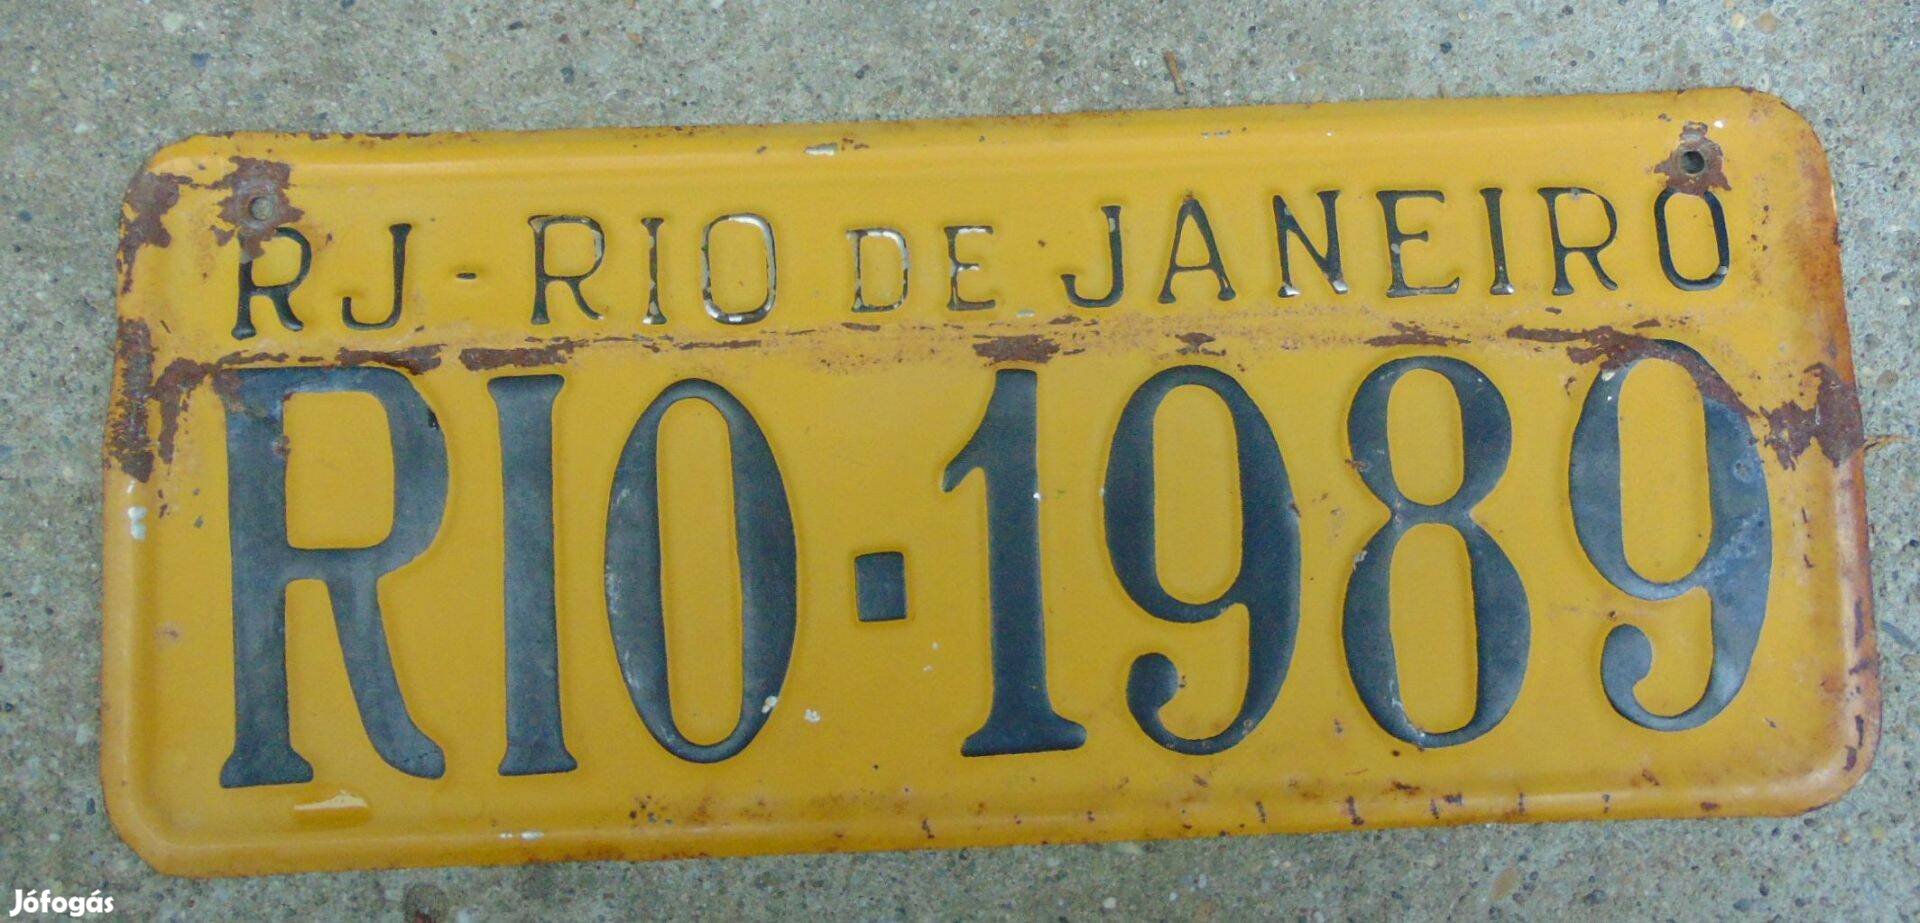 RJ - RIO DE JANEIRO
RIO-1989
Jófogás